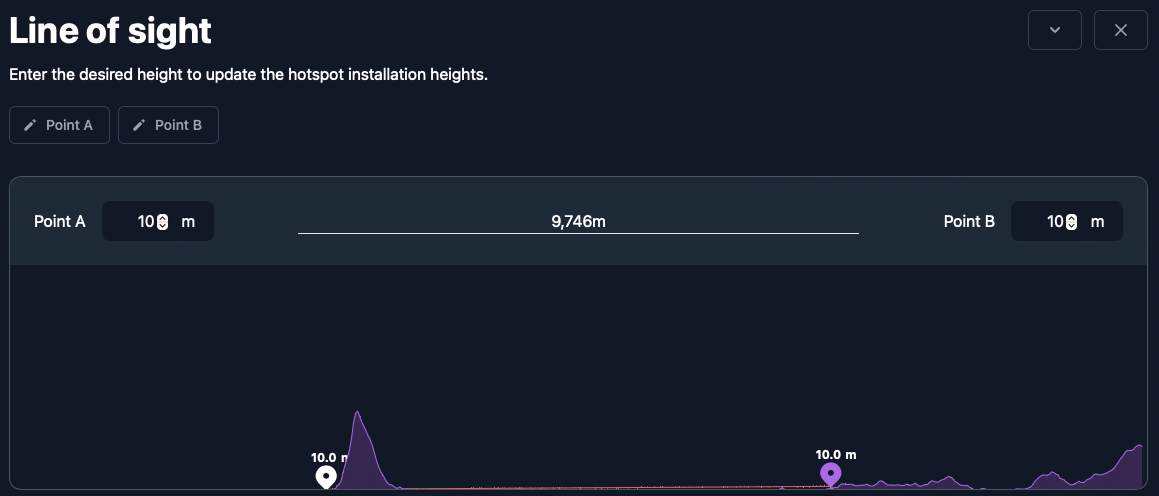 Line of sight
Enter the desired height to update the hotspot installation heights.
Point A
Point B
Point A
10 m
9,746m
Point B
10 m
10.0
10.0 m